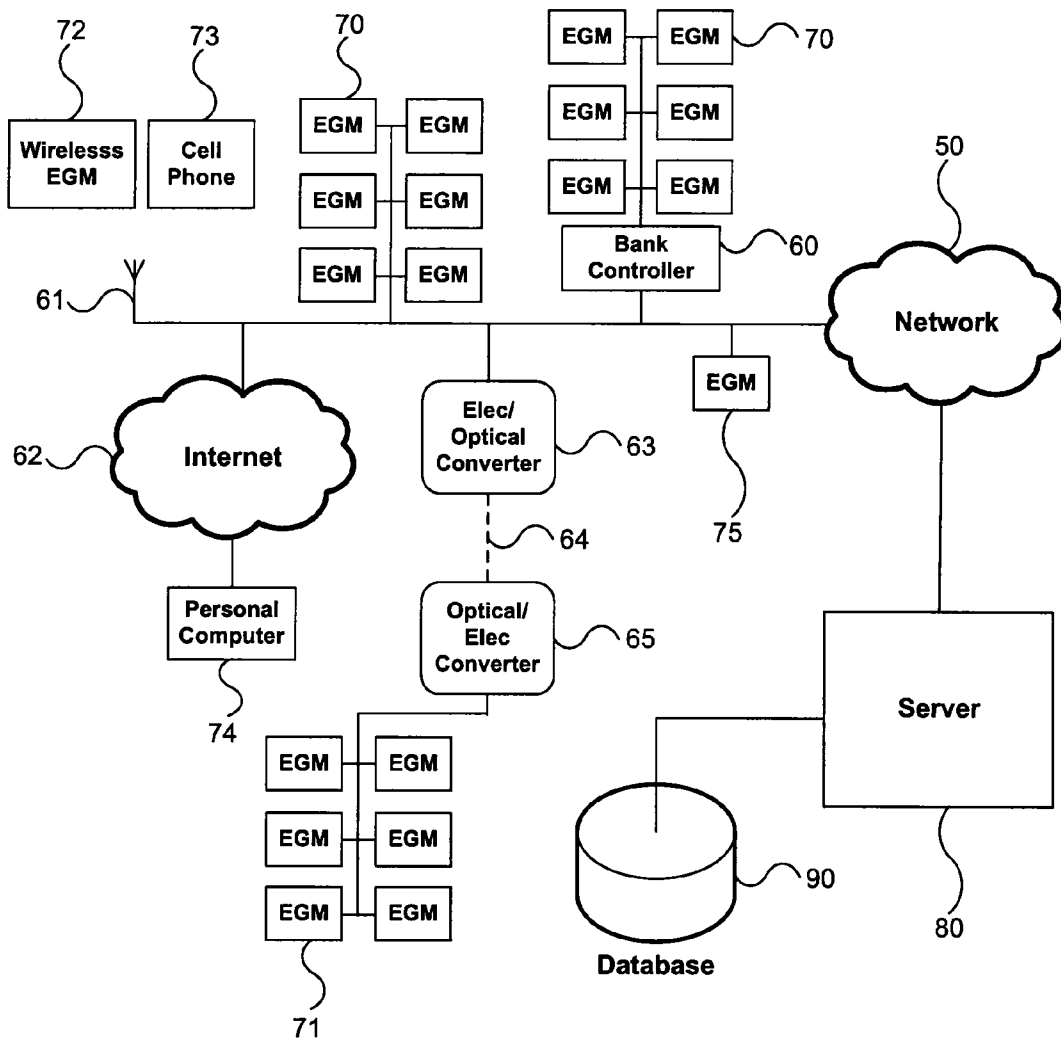 72
73
70
EGM EGM
70
EGM EGM
Wirelesss
EGM
Cell
Phone
EGM EGM
EGM EGM
EGM EGM
50
EGM EGM
Bank
Controller
60
61
Network
EGM
75
62
Internet
Elec/
Optical
Converter
63
64
Personal
Computer
74
Optical/
Elec
Converter
65
Server
80
EGM EGM
EGM EGM
EGM EGM
71
90
Database